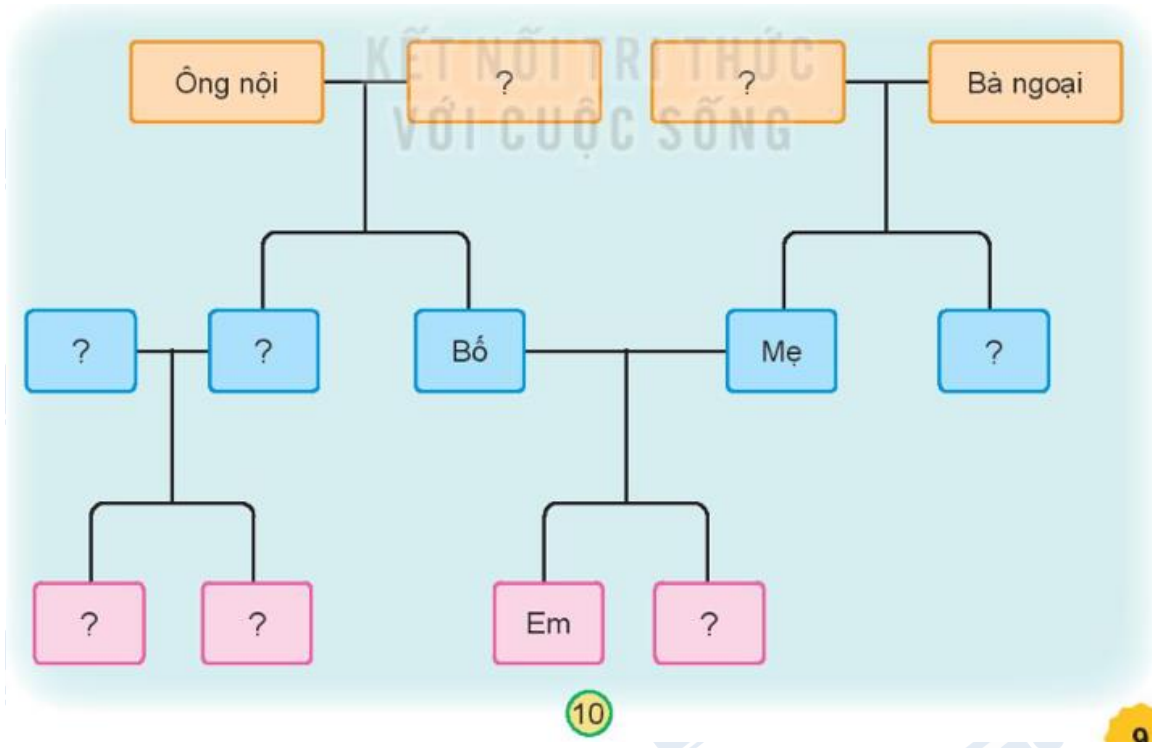 KẾT NỐI TRI THỨC
VỚI CUỘC SỐNG
Ông nội ? ? Bà ngoại
? ? Bố Mẹ ?
? ? Em ?
10
9